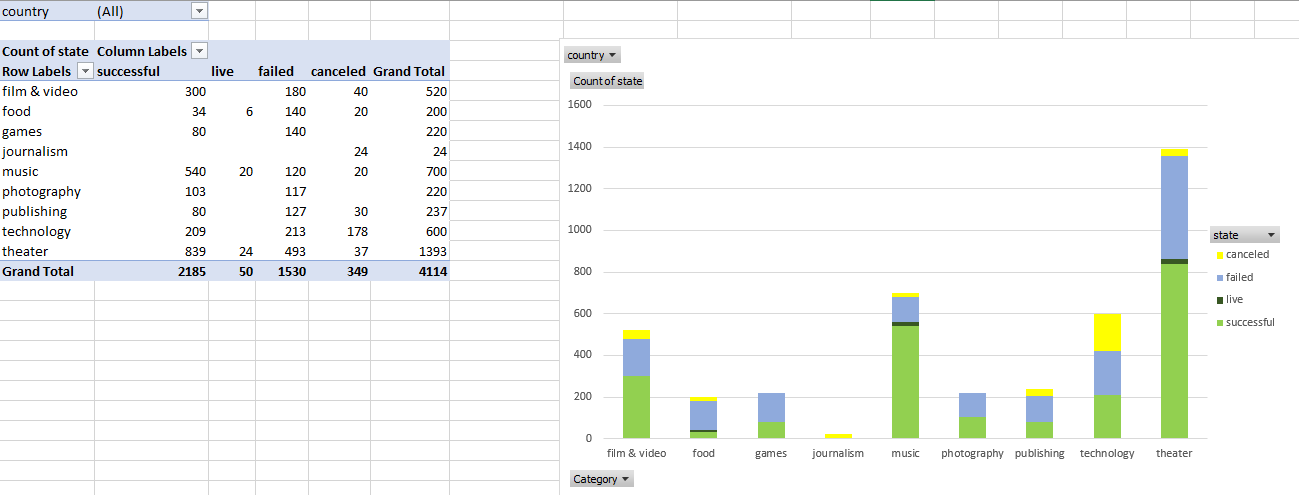 country (All)
Count of state Column Labels
Row Labels successful live failed canceled Grand Total
film & video 300 180 40 520
food 34 6 140 20 200
games 80 140 220
journalism 24 24
music 540 20 120 20 700
photography 103 117 220
publishing 80 127 30 237
technology 209 213 178 600
theater 839 24 493 37 1393
Grand Total 2185 50 1530 349 4114
country
Count of state
1600
1400
1200
1000
800
600
400
200
0
film & video food games journalism music photography publishing technology theater
Category
state
canceled
failed
live
successful